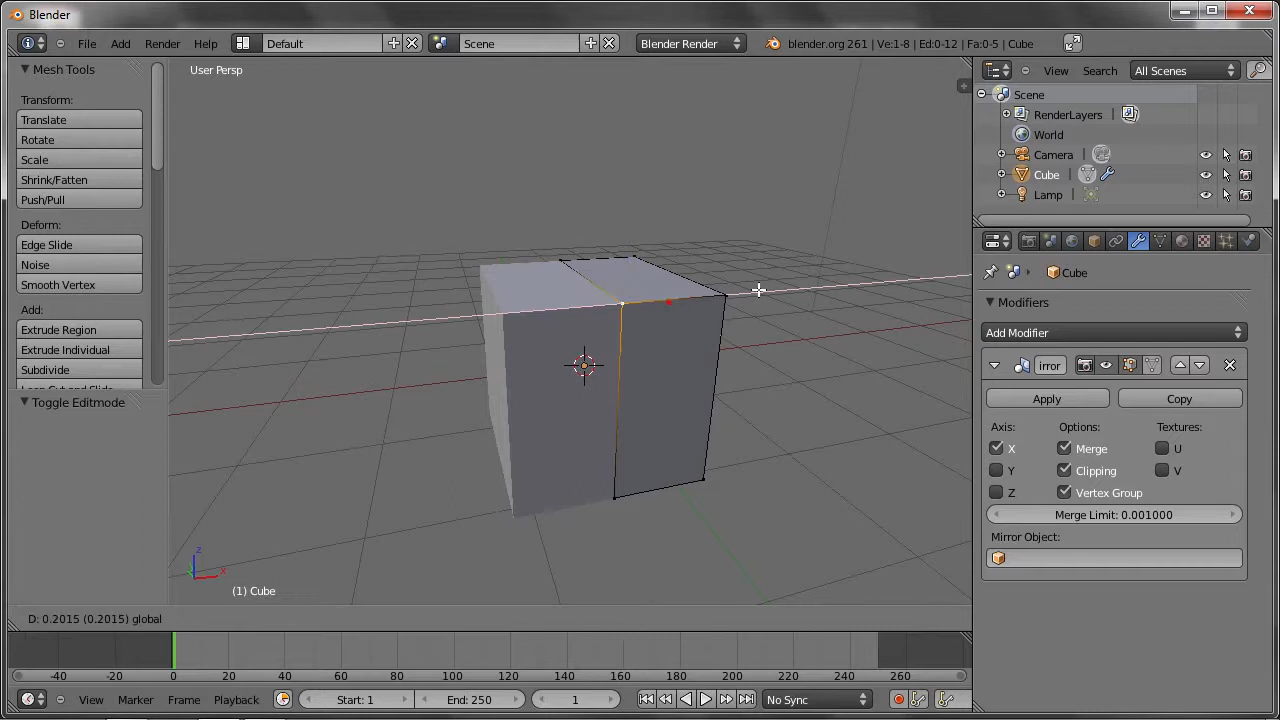 Blender
File Add Render Help Default Scene Blender Render blender.org 261 | Ve:1-8 | Ed:0-12 | Fa:0-5 | Cube
Mesh Tools
Transform:
Translate
Rotate
Scale
Shrink/Fatten
Push/Pull
Deform:
Edge Slide
Noise
Smooth Vertex
Add:
Extrude Region
Extrude Individual
Subdivide
Loop Cut and Slide
Toggle Editmode
User Persp
z
x
(1) Cube
D: 0.2015 (0.2015) global
View Search All Scenes
Scene
RenderLayers |
World
Camera |
Cube |
Lamp |
Cube
Modifiers
Add Modifier
irror
Apply Copy
Axis: Options: Textures:
X Merge U
Y Clipping V
Z Vertex Group
Merge Limit: 0.001000
Mirror Object:
-40 -20 0 20 40 60 80 100 120 140 160 180 200 220 240 260
View Marker Frame Playback Start: 1 End: 250 1 No Sync